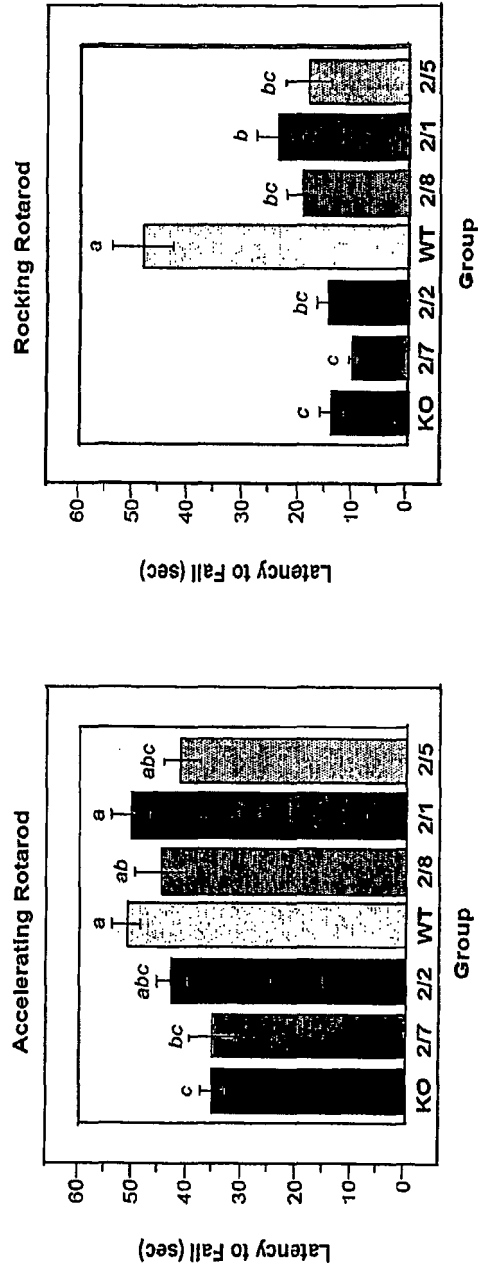 Accelerating Rotarod
Latency to Fall (sec)
60
50
40
30
20
10
0
c
bc
abc
a
ab
a
abc
KO 2/7 2/2 WT 2/8 2/1 2/5
Group
Rocking Rotarod
Latency to Fall (sec)
60
50
40
30
20
10
0
c
c
bc
a
bc
b
bc
KO 2/7 2/2 WT 2/8 2/1 2/5
Group